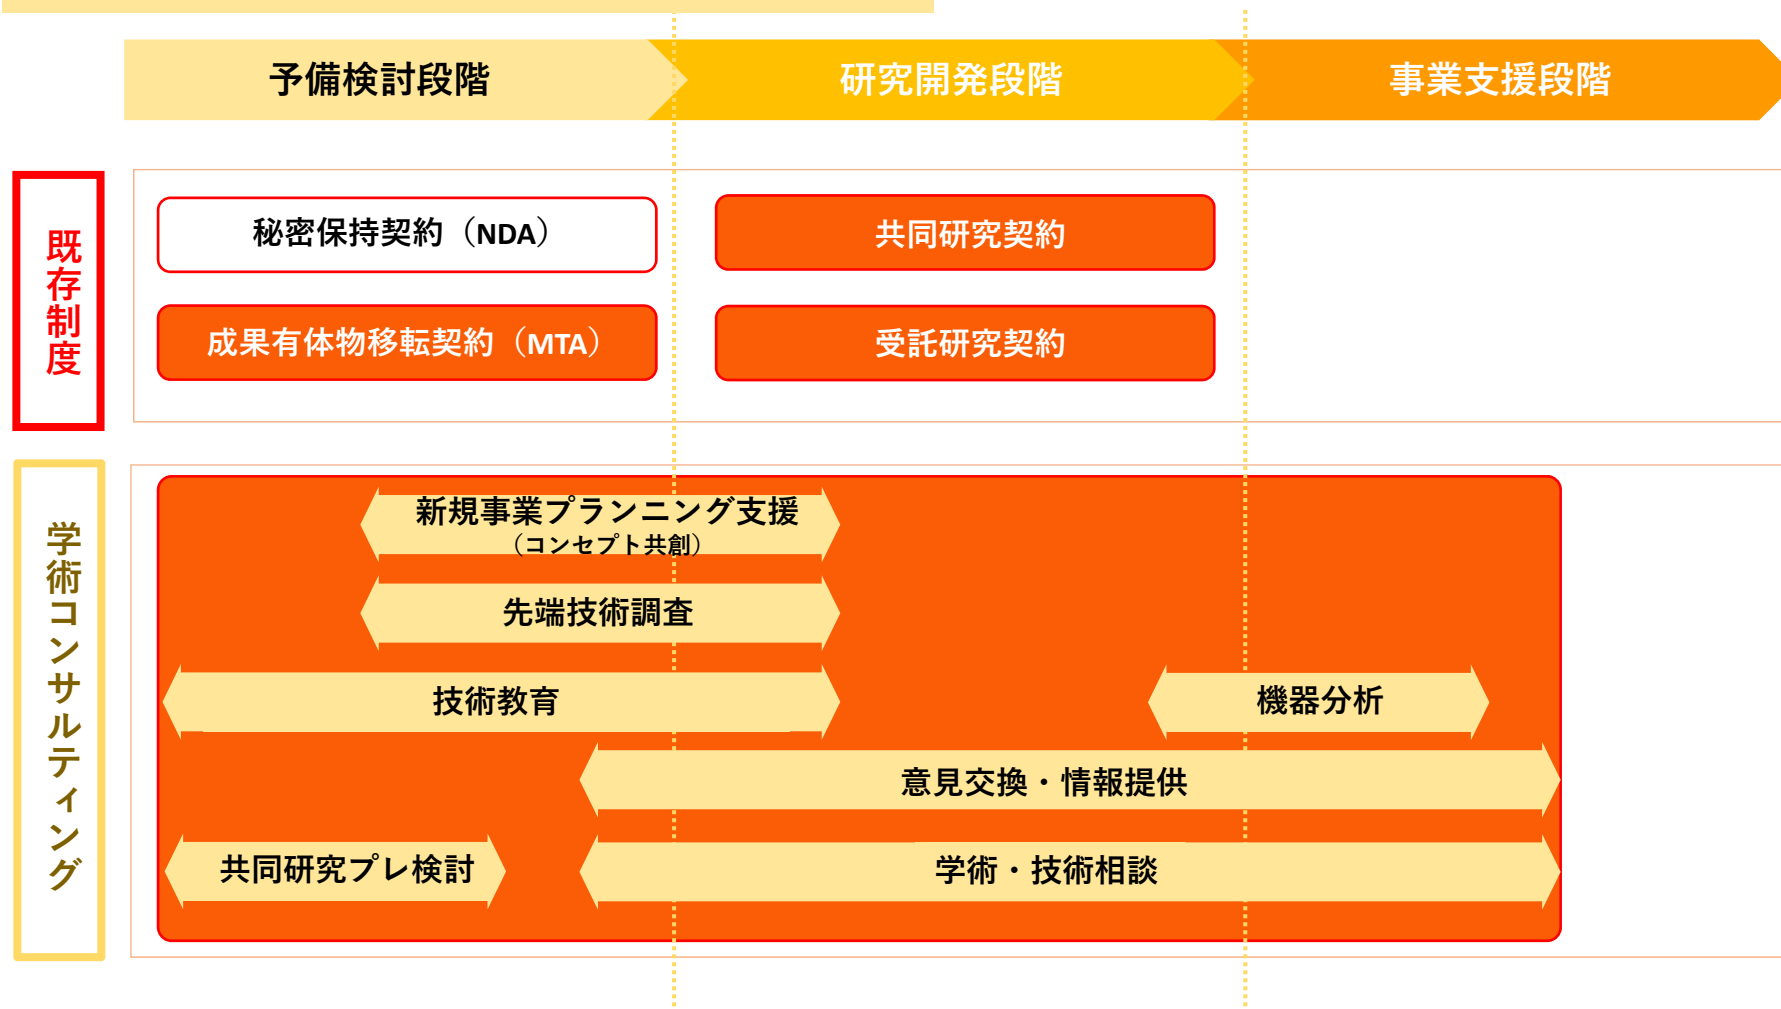 予備検討段階
研究開発段階
事業支援段階
既存制度
秘密保持契約（NDA）
共同研究契約
成果有体物移転契約（MTA）
受託研究契約
学術コンサルティング
新規事業プランニング支援
（コンセプト共創）
先端技術調査
技術教育
機器分析
意見交換・情報提供
共同研究プレ検討
学術・技術相談